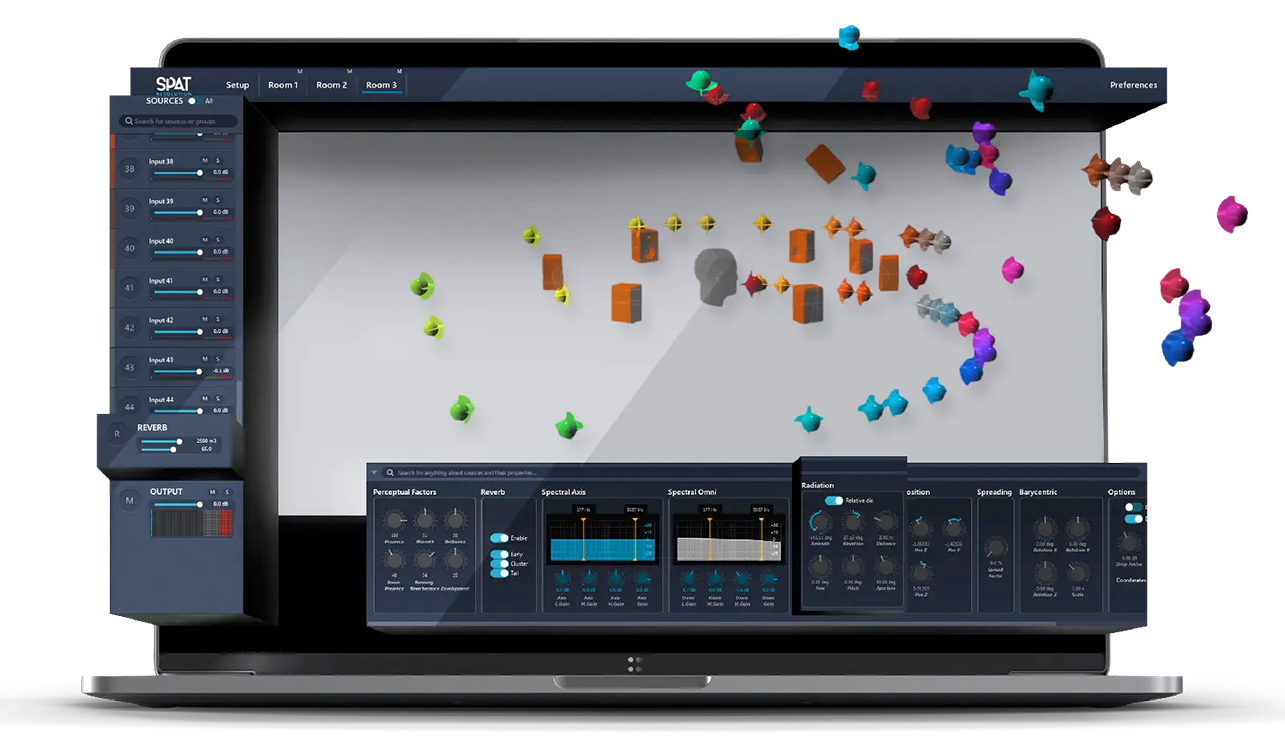 SPAT
REVOLUTION
Setup
Room 1
M
Room 2
M
Room 3
M
Preferences
SOURCES All
Search for sources or groups
38 Input 38 M S
0.0 dB
39 Input 39 M S
0.0 dB
40 Input 40 M S
0.0 dB
41 Input 41 M S
0.0 dB
42 Input 42 M S
0.0 dB
43 Input 43 M S
-0.1 dB
44 Input 44 M S
0.0 dB
R REVERB
2500 m3
65.0
M OUTPUT M S
0.0 dB
Search for anything about sources and their properties...
Perceptual Factors
Presence
Warmth
Brilliance
Room Presence
Running Reverberance
Envelopment
Reverb
Enable
Early
Cluster
Tail
Spectral Axis
177 Hz
Axis L.Gain
Axis M.Gain
Axis H.Gain
Axis Gain
Spectral Omni
177 Hz
Omni L.Gain
Omni M.Gain
Omni H.Gain
Omni Gain
Radiation
Relative dir.
Azimuth
Elevation
Distance
Yaw
Pitch
Aperture
osition
Pos X
Pos Y
Pos Z
Spreading
Spread Factor
Barycentric
Rotation X
Rotation Z
Scale
Options
Drop Factor
Coordinates